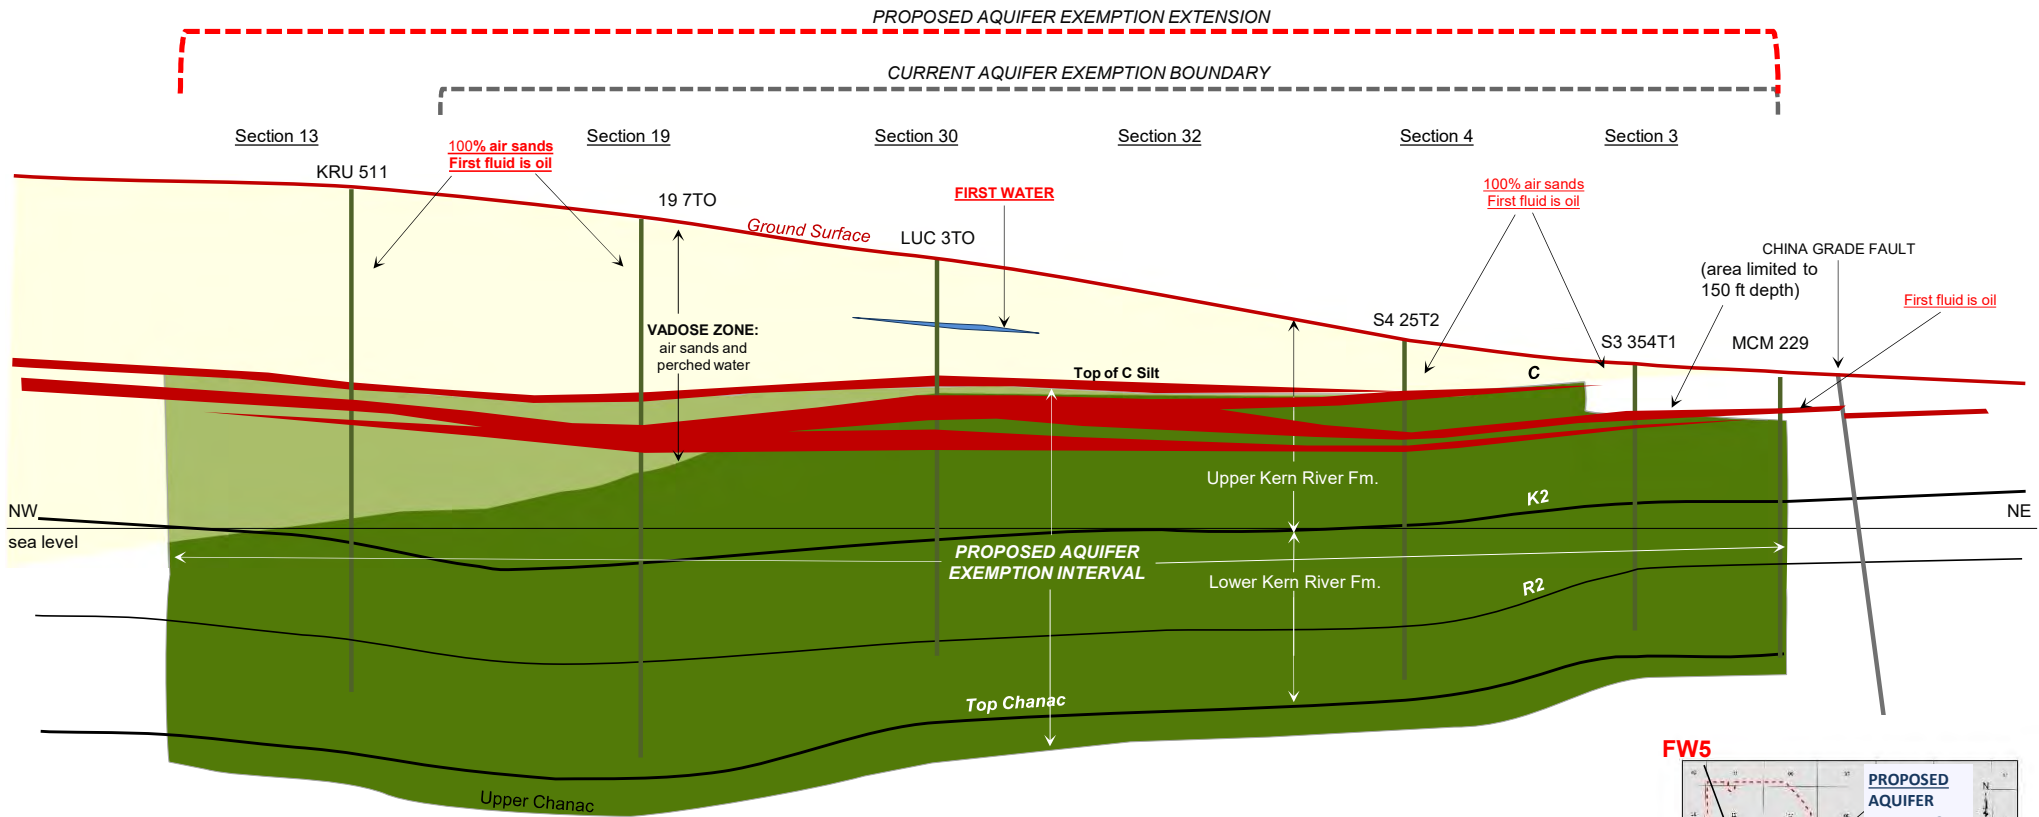 PROPOSED AQUIFER EXEMPTION EXTENSION
CURRENT AQUIFER EXEMPTION BOUNDARY
Section 13
Section 19
Section 30
Section 32
Section 4
Section 3
100% air sands
First fluid is oil
KRU 511
19 7TO
Ground Surface
LUC 3TO
FIRST WATER
100% air sands
First fluid is oil
CHINA GRADE FAULT
(area limited to
150 ft depth)
First fluid is oil
S4 25T2
S3 354T1
MCM 229
VADOSE ZONE:
air sands and
perched water
Top of C Silt
C
Upper Kern River Fm.
K2
NW
NE
sea level
PROPOSED AQUIFER
EXEMPTION INTERVAL
Lower Kern River Fm.
R2
Top Chanac
Upper Chanac
FW5
PROPOSED
AQUIFER
N